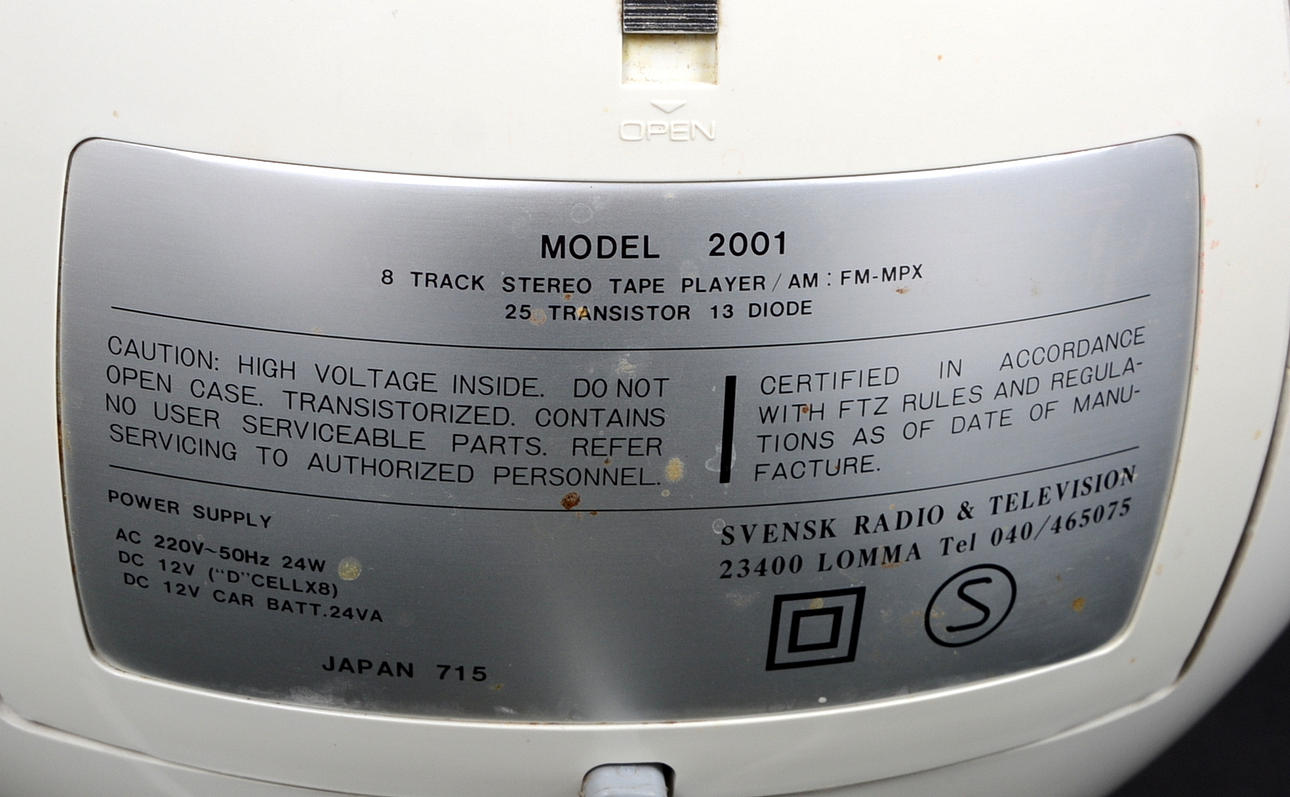 OPEN
MODEL 2001
8 TRACK STEREO TAPE PLAYER/AM:FM-MPX
25 TRANSISTOR 13 DIODE
CAUTION: HIGH VOLTAGE INSIDE. DO NOT
OPEN CASE. TRANSISTORIZED. CONTAINS
NO USER SERVICEABLE PARTS. REFER
SERVICING TO AUTHORIZED PERSONNEL.
CERTIFIED IN ACCORDANCE
WITH FTZ RULES AND REGULA-
TIONS AS OF DATE OF MANU-
FACTURE.
POWER SUPPLY
AC 220V~50Hz 24W
DC 12V ("D"CELLX8)
DC 12V CAR BATT.24VA
JAPAN 715
SVENSK RADIO & TELEVISION
23400 LOMMA Tel 040/465075
S